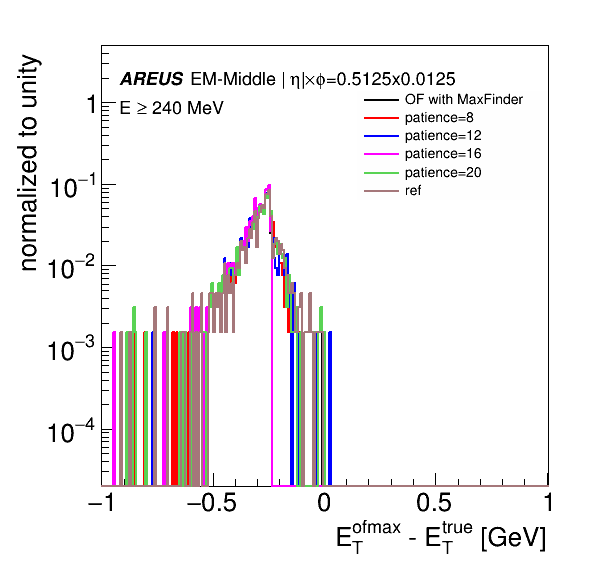 normalized to unity
AREUS EM-Middle | η|×ϕ=0.5125x0.0125
E ≥ 240 MeV
OF with MaxFinder
patience=8
patience=12
patience=16
patience=20
ref
1
10⁻¹
10⁻²
10⁻³
10⁻⁴
−1 −0.5 0 0.5 1
E_T^ofmax - E_T^true [GeV]